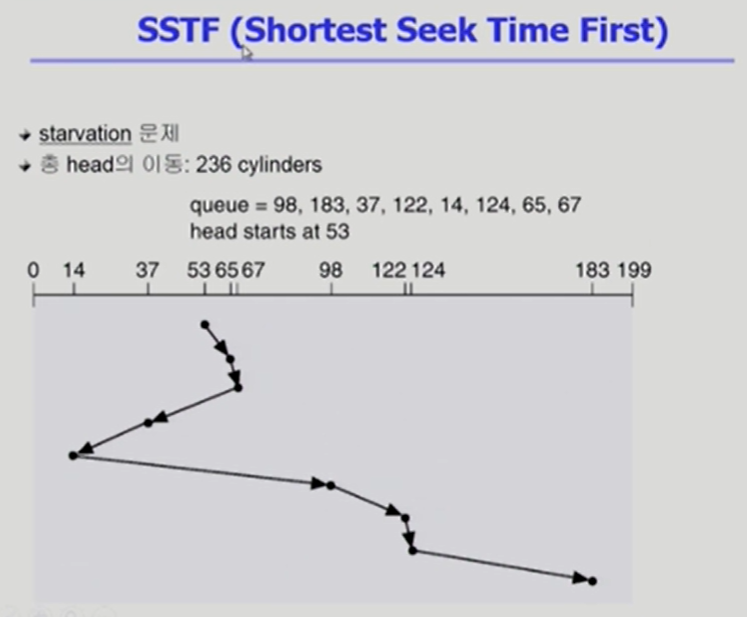 SSTF (Shortest Seek Time First)
starvation 문제
총 head의 이동: 236 cylinders
queue = 98, 183, 37, 122, 14, 124, 65, 67
head starts at 53
0 14 37 53 65 67 98 122 124 183 199